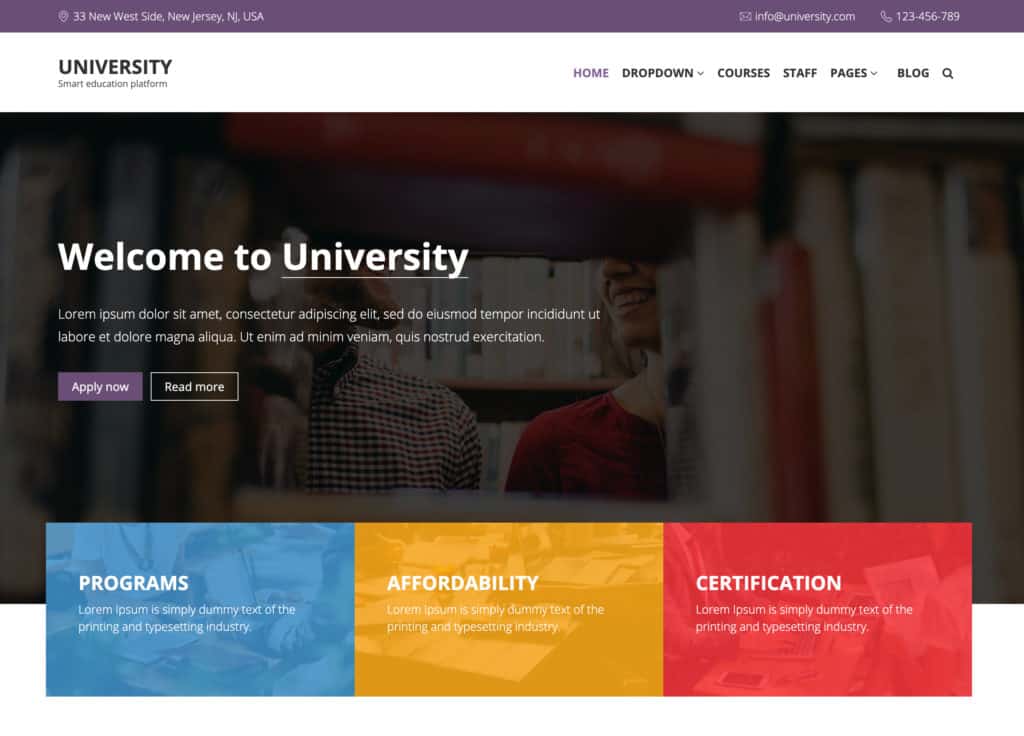 33 New West Side, New Jersey, NJ, USA
info@university.com
123-456-789
UNIVERSITY
Smart education platform
HOME DROPDOWN COURSES STAFF PAGES BLOG
Welcome to University
Lorem ipsum dolor sit amet, consectetur adipiscing elit, sed do eiusmod tempor incididunt ut
labore et dolore magna aliqua. Ut enim ad minim veniam, quis nostrud exercitation.
Apply now
Read more
PROGRAMS
Lorem Ipsum is simply dummy text of the
printing and typesetting industry.
AFFORDABILITY
Lorem Ipsum is simply dummy text of the
printing and typesetting industry.
CERTIFICATION
Lorem Ipsum is simply dummy text of the
printing and typesetting industry.